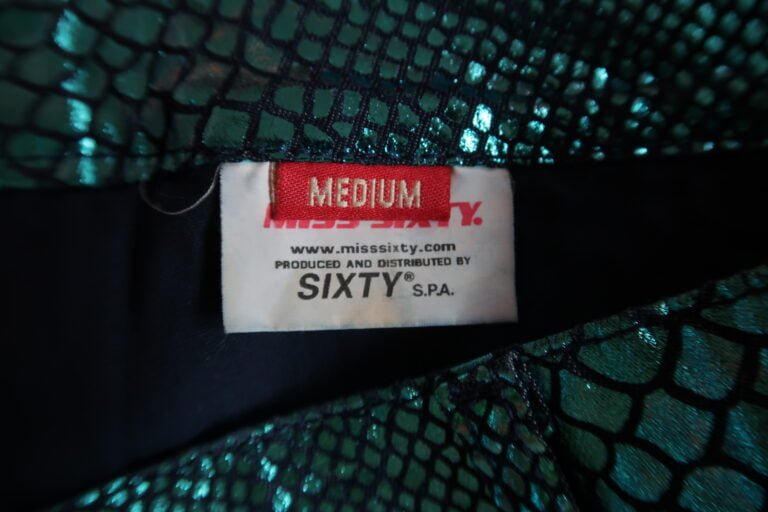 MEDIUM
MISS SIXTY.
www.misssixty.com
PRODUCED AND DISTRIBUTED BY
SIXTY® S.P.A.